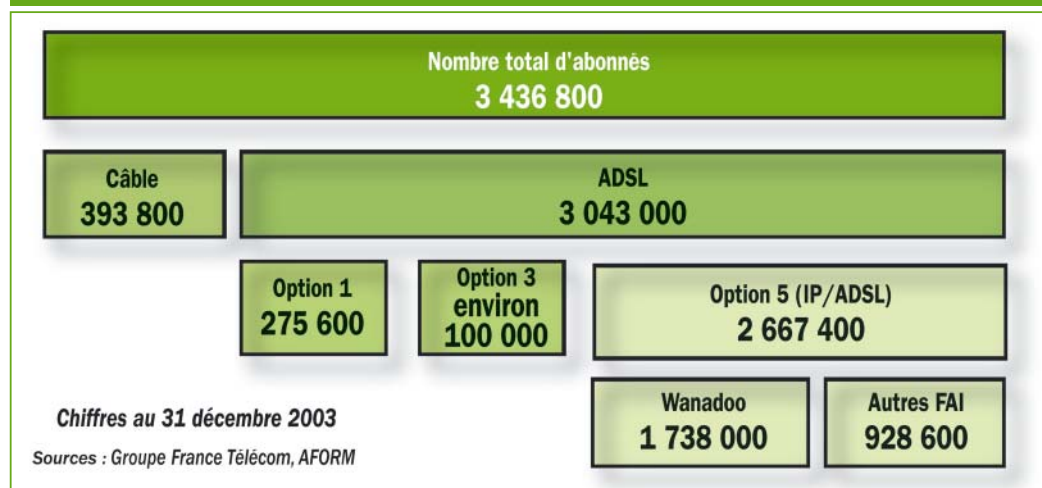 Nombre total d'abonnés
3 436 800
Câble
393 800
ADSL
3 043 000
Option 1
275 600
Option 3
environ
100 000
Option 5 (IP/ADSL)
2 667 400
Wanadoo
1 738 000
Autres FAI
928 600
Chiffres au 31 décembre 2003
Sources : Groupe France Télécom, AFORM